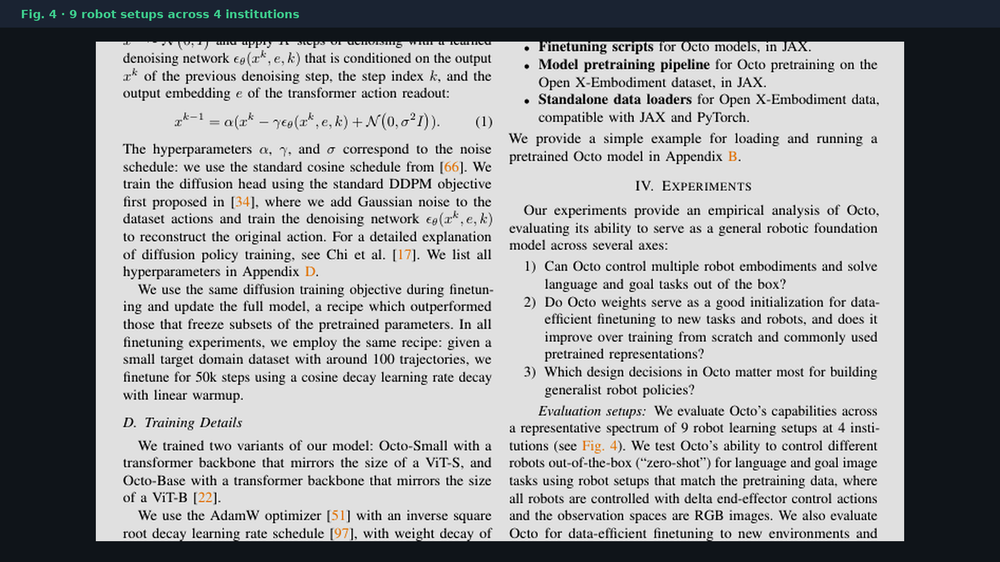 Fig. 4 · 9 robot setups across 4 institutions
denoising network ϵθ(x^k, e, k) that is conditioned on the output
x^k of the previous denoising step, the step index k, and the
output embedding e of the transformer action readout:
x^{k−1} = α(x^k − γϵθ(x^k, e, k) + N(0, σ²I)). (1)
The hyperparameters α, γ, and σ correspond to the noise
schedule: we use the standard cosine schedule from [66]. We
train the diffusion head using the standard DDPM objective
first proposed in [34], where we add Gaussian noise to the
dataset actions and train the denoising network ϵθ(x^k, e, k)
to reconstruct the original action. For a detailed explanation
of diffusion policy training, see Chi et al. [17]. We list all
hyperparameters in Appendix D.
We use the same diffusion training objective during finetun-
ing and update the full model, a recipe which outperformed
those that freeze subsets of the pretrained parameters. In all
finetuning experiments, we employ the same recipe: given a
small target domain dataset with around 100 trajectories, we
finetune for 50k steps using a cosine decay learning rate decay
with linear warmup.
D. Training Details
We trained two variants of our model: Octo-Small with a
transformer backbone that mirrors the size of a ViT-S, and
Octo-Base with a transformer backbone that mirrors the size
of a ViT-B [22].
We use the AdamW optimizer [51] with an inverse square
root decay learning rate schedule [97], with weight decay of
• Finetuning scripts for Octo models, in JAX.
• Model pretraining pipeline for Octo pretraining on the
Open X-Embodiment dataset, in JAX.
• Standalone data loaders for Open X-Embodiment data,
compatible with JAX and PyTorch.
We provide a simple example for loading and running a
pretrained Octo model in Appendix B.
IV. EXPERIMENTS
Our experiments provide an empirical analysis of Octo,
evaluating its ability to serve as a general robotic foundation
model across several axes:
1) Can Octo control multiple robot embodiments and solve
language and goal tasks out of the box?
2) Do Octo weights serve as a good initialization for data-
efficient finetuning to new tasks and robots, and does it
improve over training from scratch and commonly used
pretrained representations?
3) Which design decisions in Octo matter most for building
generalist robot policies?
Evaluation setups: We evaluate Octo's capabilities across
a representative spectrum of 9 robot learning setups at 4 insti-
tutions (see Fig. 4). We test Octo's ability to control different
robots out-of-the-box (“zero-shot”) for language and goal image
tasks using robot setups that match the pretraining data, where
all robots are controlled with delta end-effector control actions
and the observation spaces are RGB images. We also evaluate
Octo for data-efficient finetuning to new environments and